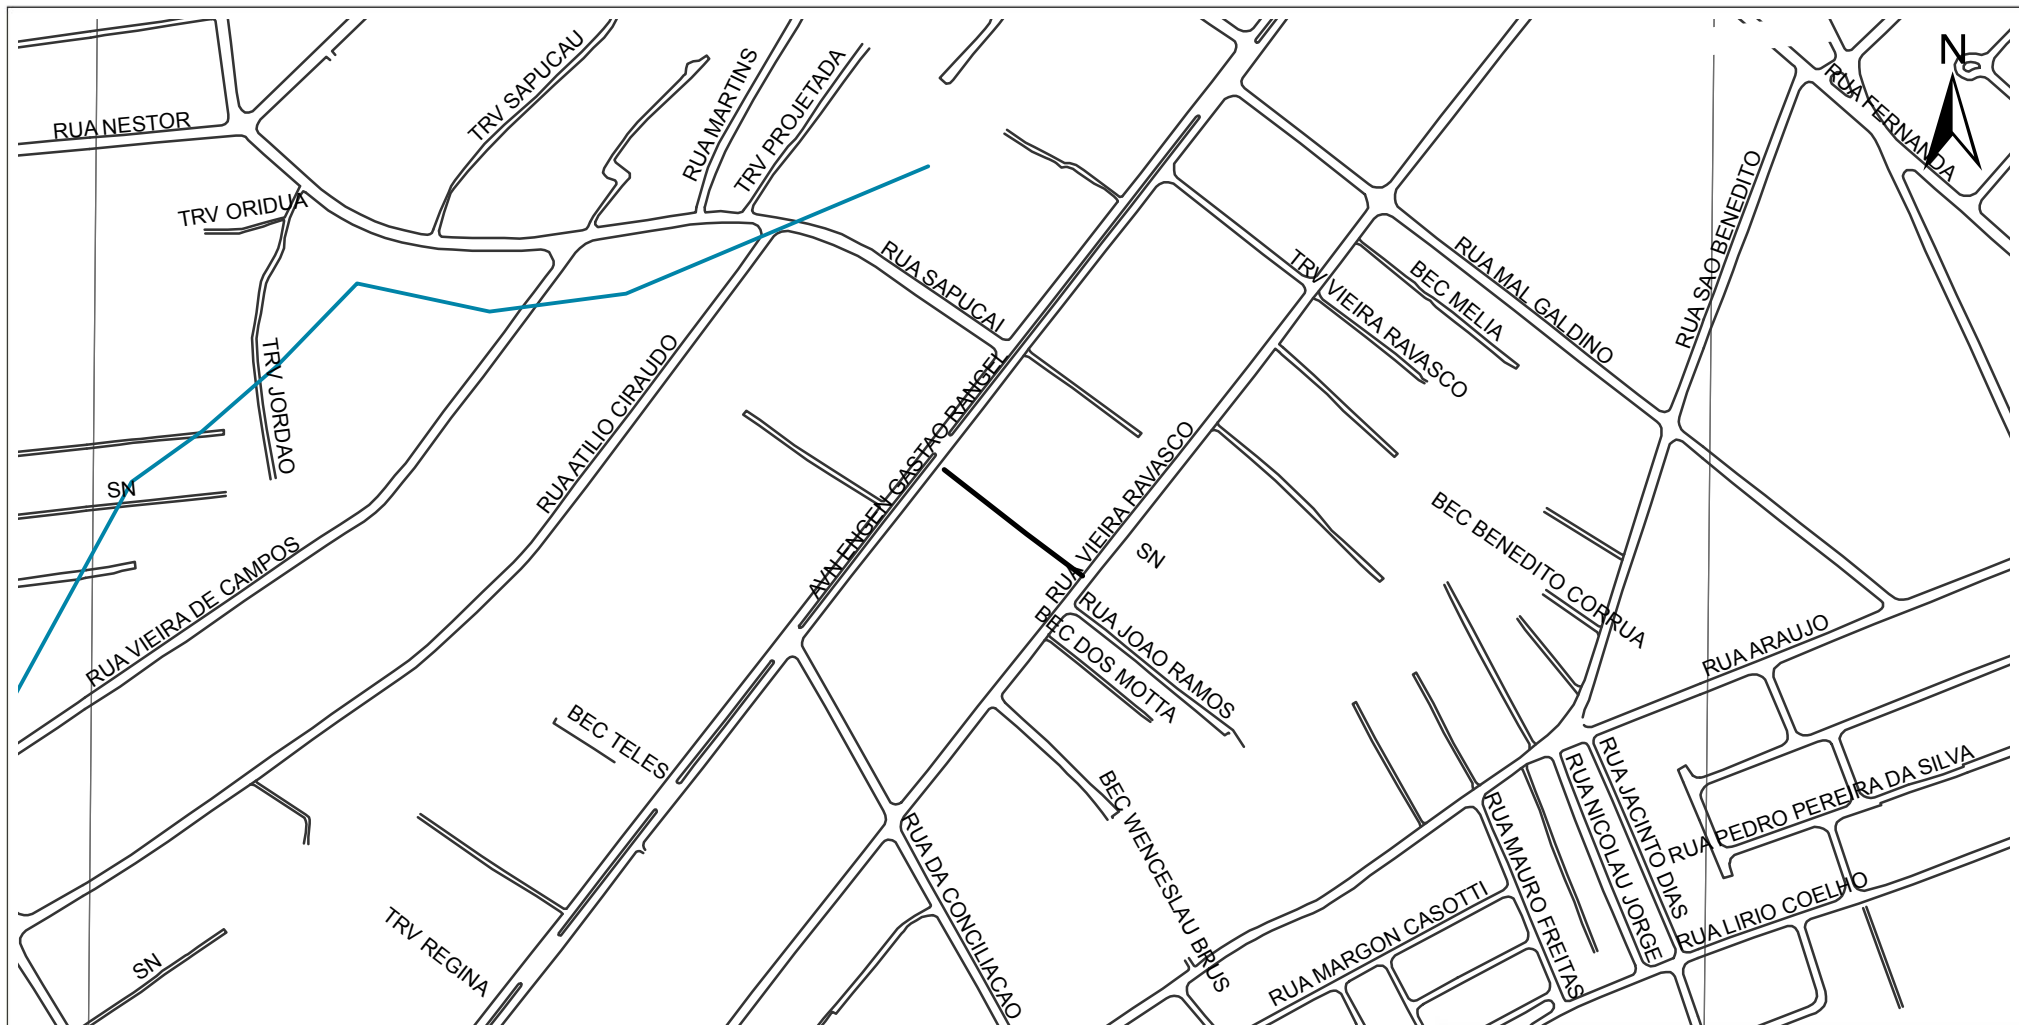 N
RUA FERNANDA
TRV SAPUCAU
RUA MARTINS
TRV PROJETADA
RUA NESTOR
TRV ORIDUA
RUA SAO BENEDITO
RUA SAPUCAI
RUA MAL GALDINO
BEC MELIA
TRV VIEIRA RAVASCO
TRV JORDAO
RUA ATILIO CIRAUDO
AVN ENGEN GASTAO RANGEL
RUA VIEIRA RAVASCO
SN
SN
BEC BENEDITO CORRUA
RUA VIEIRA DE CAMPOS
RUA JOAO RAMOS
BEC DOS MOTTA
RUA ARAUJO
BEC TELES
RUA PEDRO PEREIRA DA SILVA
RUA JACINTO DIAS
RUA NICOLAU JORGE
RUA MAURO FREITAS
BEC WENCESLAU BRUS
RUA DA CONCILIACAO
RUA LIRIO COELHO
RUA MARGON CASOTTI
TRV REGINA
SN